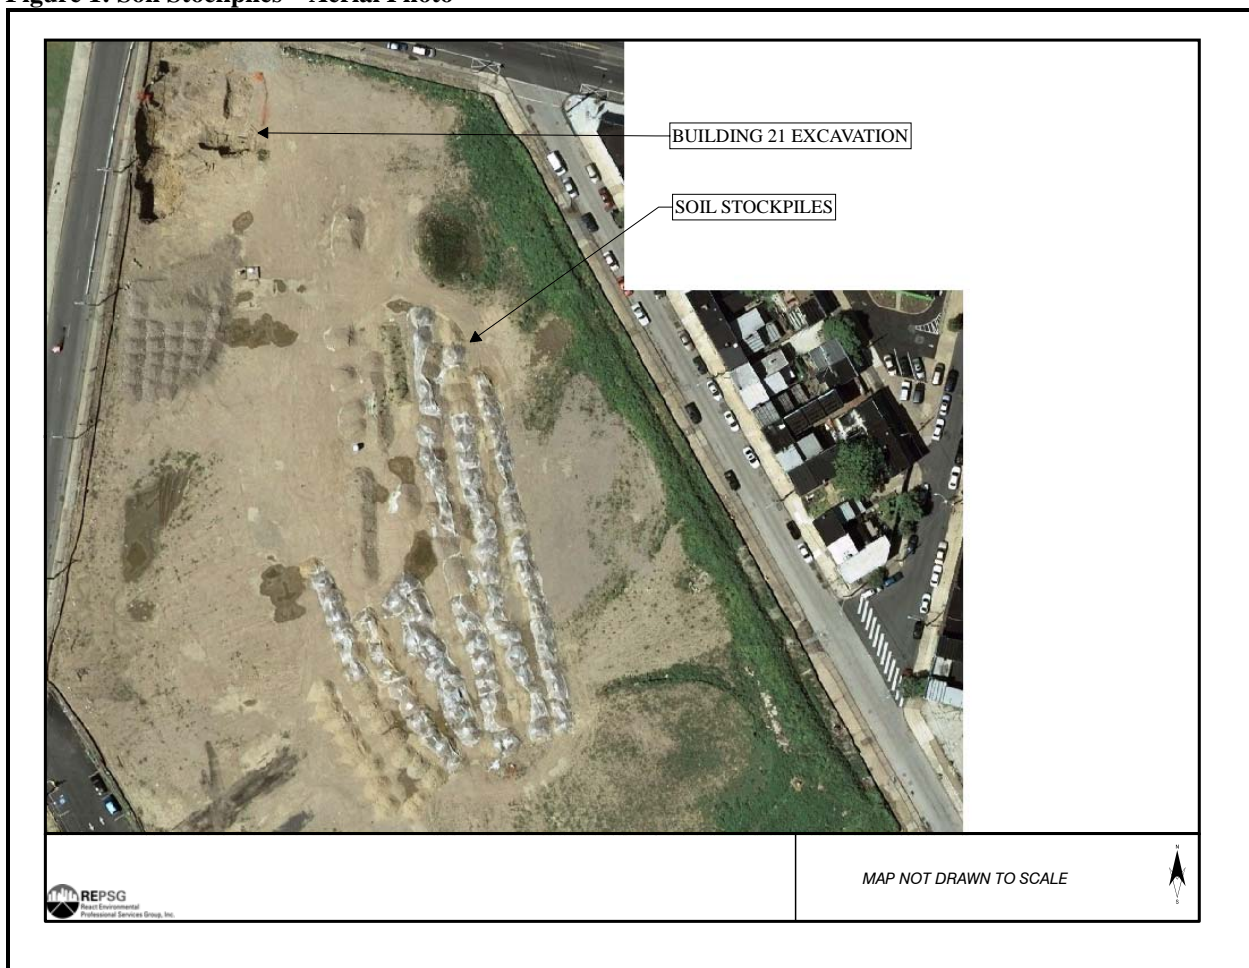 Figure 1: Soil Stockpiles – Aerial Photo
BUILDING 21 EXCAVATION
SOIL STOCKPILES
MAP NOT DRAWN TO SCALE
N
S
REPSG
React Environmental
Professional Services Group, Inc.